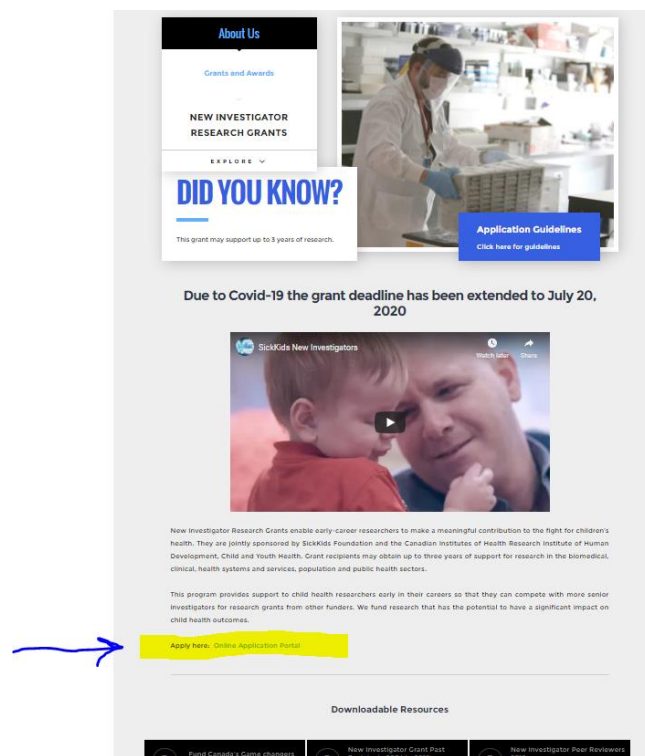 About Us
Grants and Awards
NEW INVESTIGATOR
RESEARCH GRANTS
EXPLORE
DID YOU KNOW?
This grant may support up to 3 years of research.
Application Guidelines
Click here for guidelines
Due to Covid-19 the grant deadline has been extended to July 20,
2020
SickKids New Investigators
Watch later
Share
New Investigator Research Grants enable early-career researchers to make a meaningful contribution to the fight for children's
health. They are jointly sponsored by SickKids Foundation and the Canadian Institutes of Health Research Institute of Human
Development, Child and Youth Health. Grant recipients may obtain up to three years of support for research in the biomedical,
clinical, health systems and services, population and public health sectors.
This program provides support to child health researchers early in their careers so that they can compete with more senior
investigators for research grants from other funders. We fund research that has the potential to have a significant impact on
child health outcomes.
Apply here: Online Application Portal
Downloadable Resources
Fund Canada's Game changers
New Investigator Grant Past
New Investigator Peer Reviewers